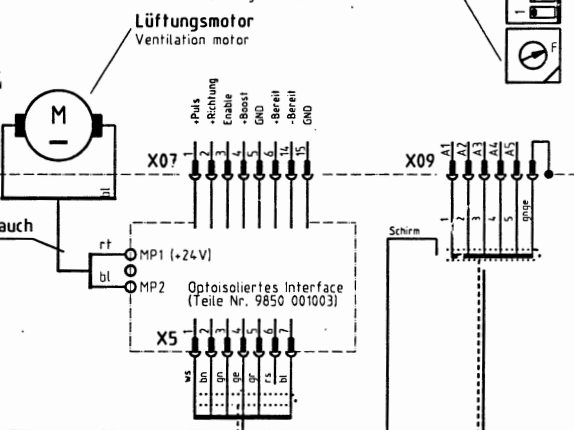 Lüftungsmotor
Ventilation motor
1
F
M
+Puls
+Richtung
Enable
+Boost
GND
+Bereit
-Bereit
GND
X07
1 2 3 4 5 6 14 15
X09
A1 A2 A3 A4 A5
1 2 3 4 5 gnge
bl
auch
rt
MP1 (+24V)
bl
MP2
Schirm
Optoisoliertes Interface
(Teile Nr. 9850 001003)
X5
1 2 3 4 5 6 7
ws bn gn ge gr rs bl